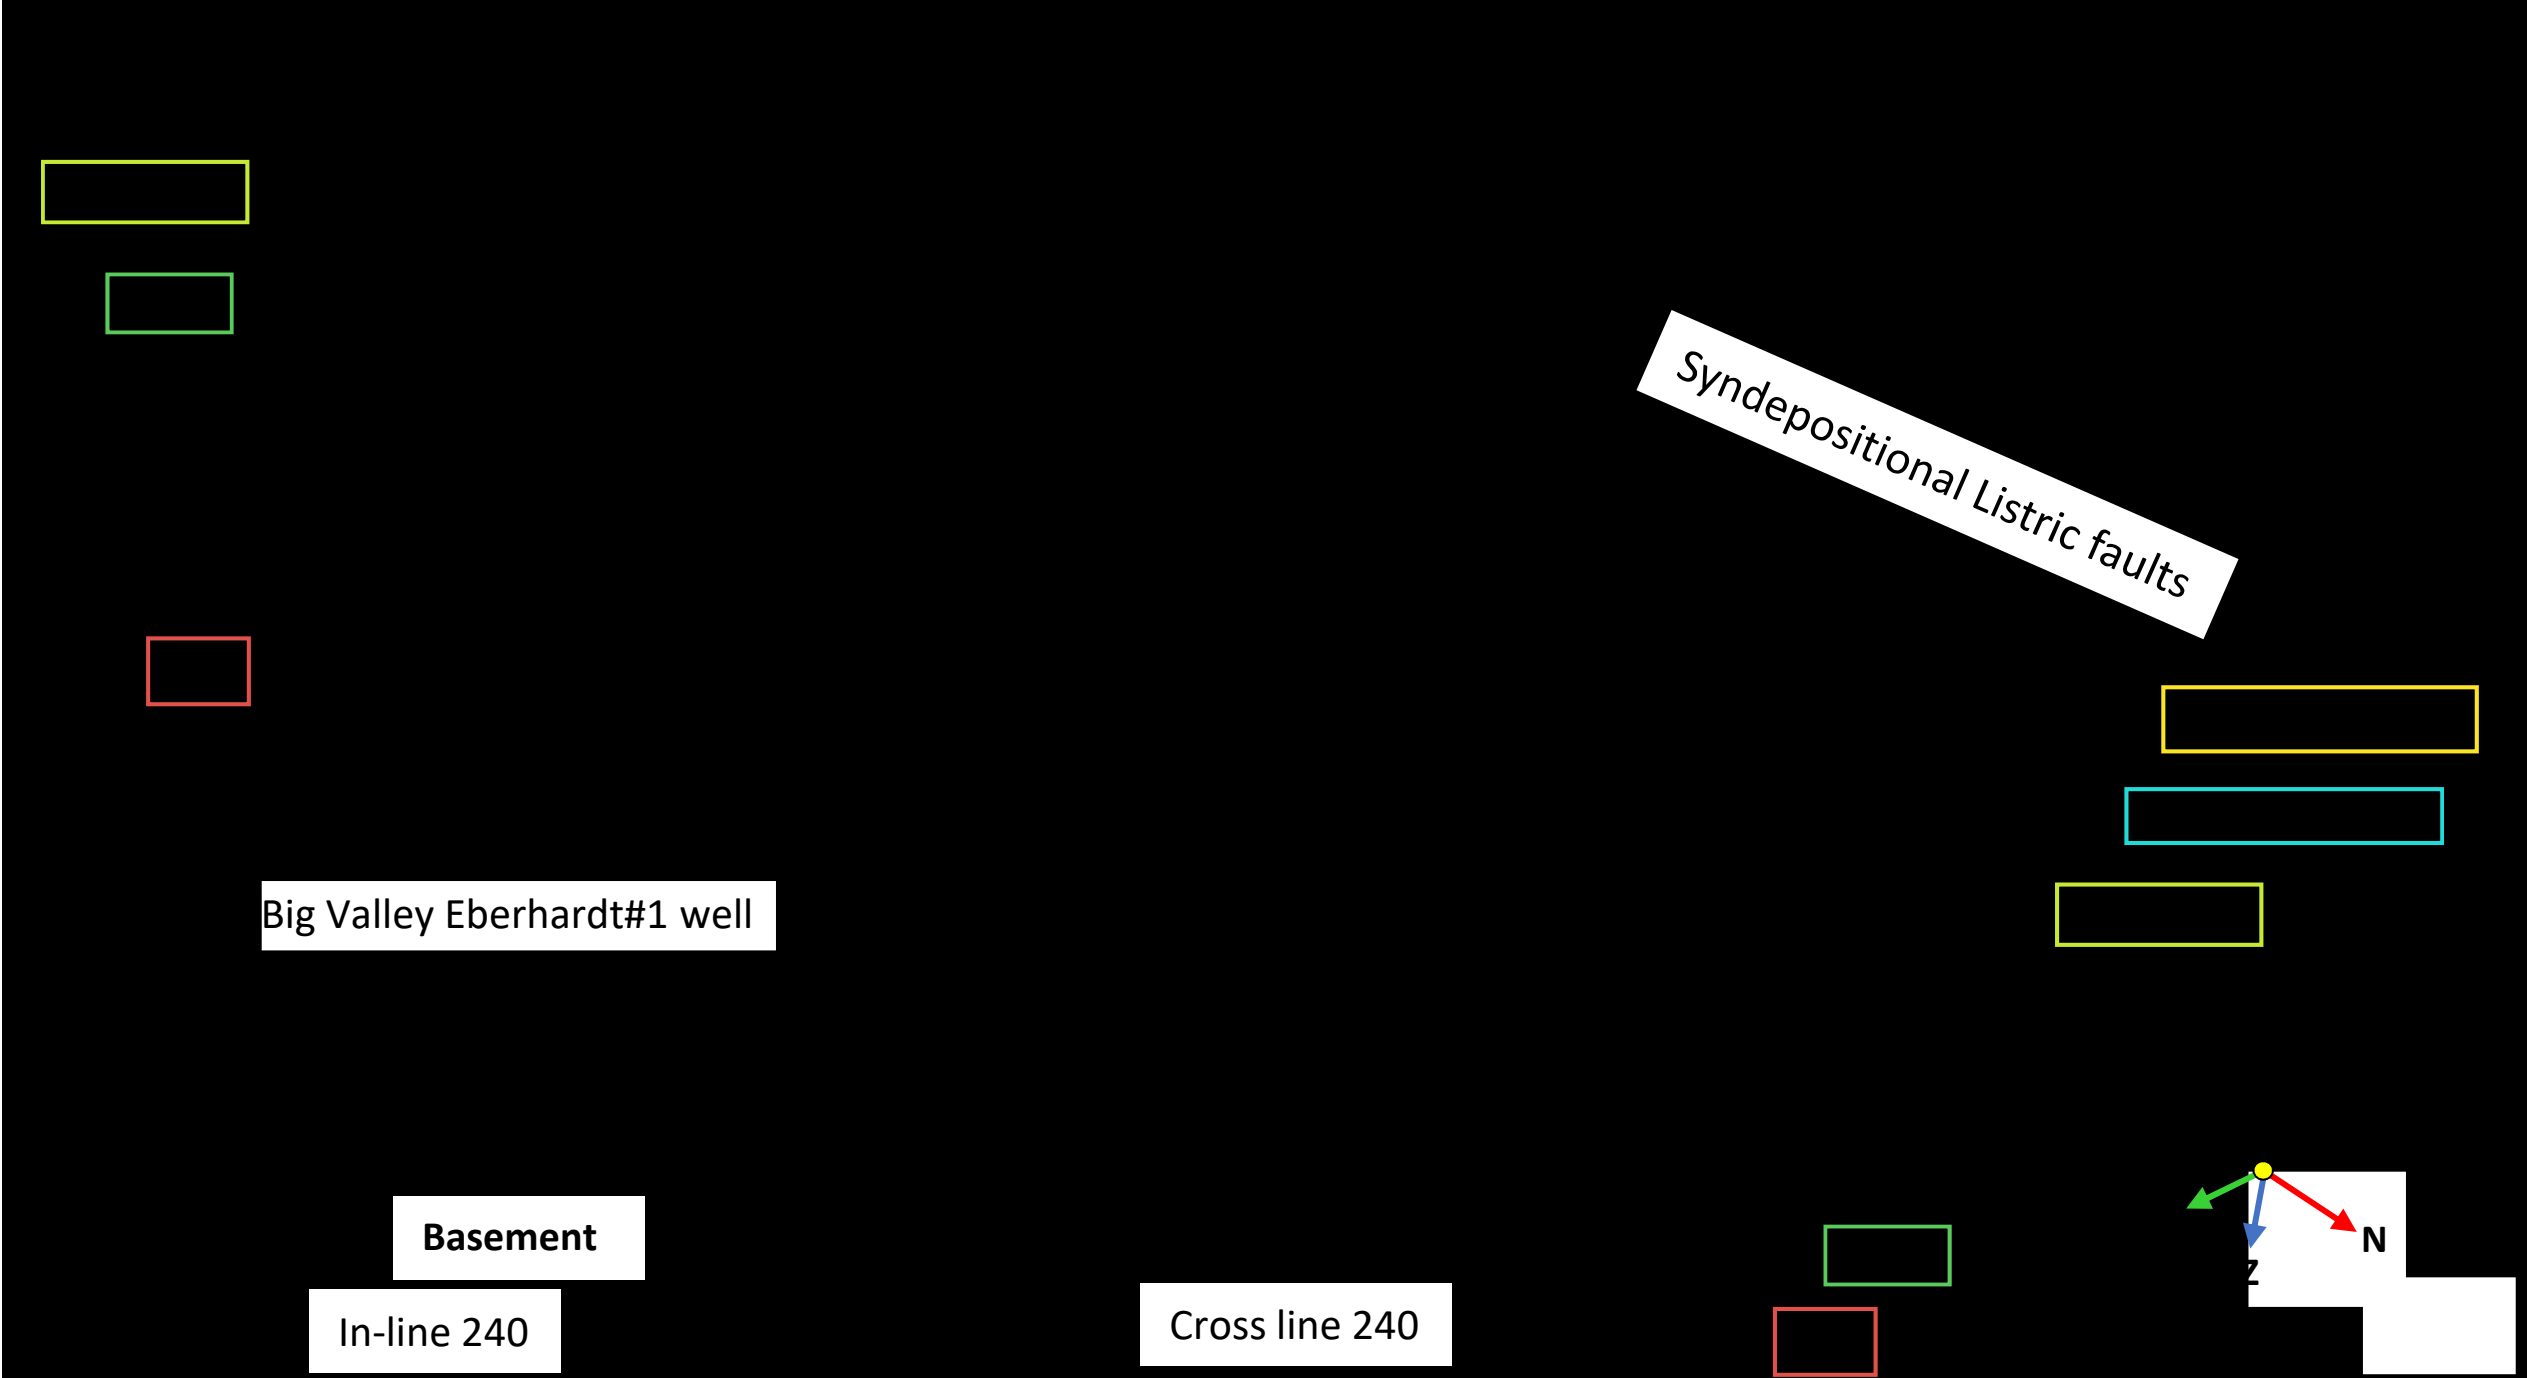 Syndepositional Listric faults
Big Valley Eberhardt#1 well
Basement
N
Z
In-line 240
Cross line 240